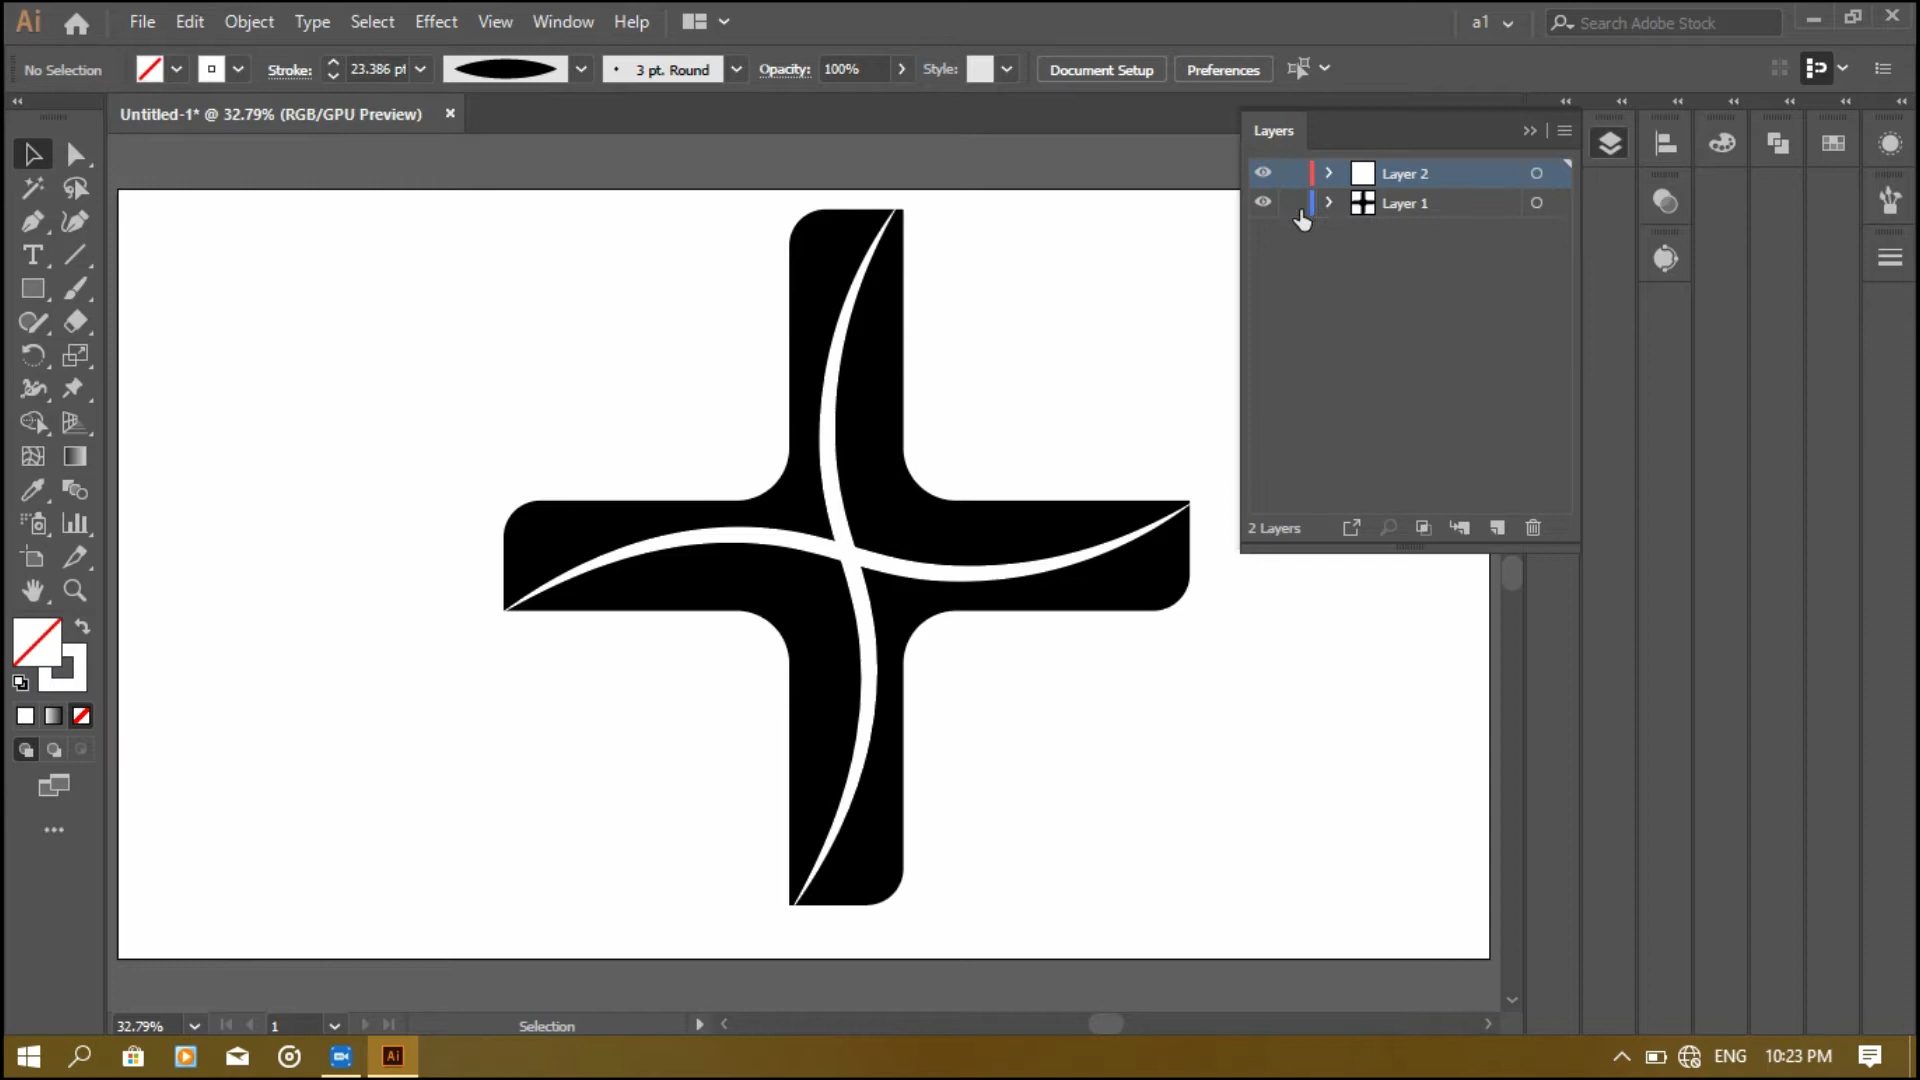 Ai File Edit Object Type Select Effect View Window Help a1 Search Adobe Stock
No Selection Stroke: 23.386 pt 3 pt. Round Opacity: 100% Style: Document Setup Preferences
Untitled-1* @ 32.79% (RGB/GPU Preview)
Layers
Layer 2
Layer 1
2 Layers
32.79% 1 Selection
Ai ENG 10:23 PM